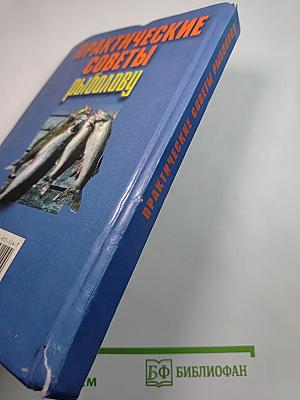 ПРАКТИЧЕСКИЕ
СОВЕТЫ
РЫБОЛОВУ
ПРАКТИЧЕСКИЕ СОВЕТЫ РЫБОЛОВУ
БФ БИБЛИОФАН